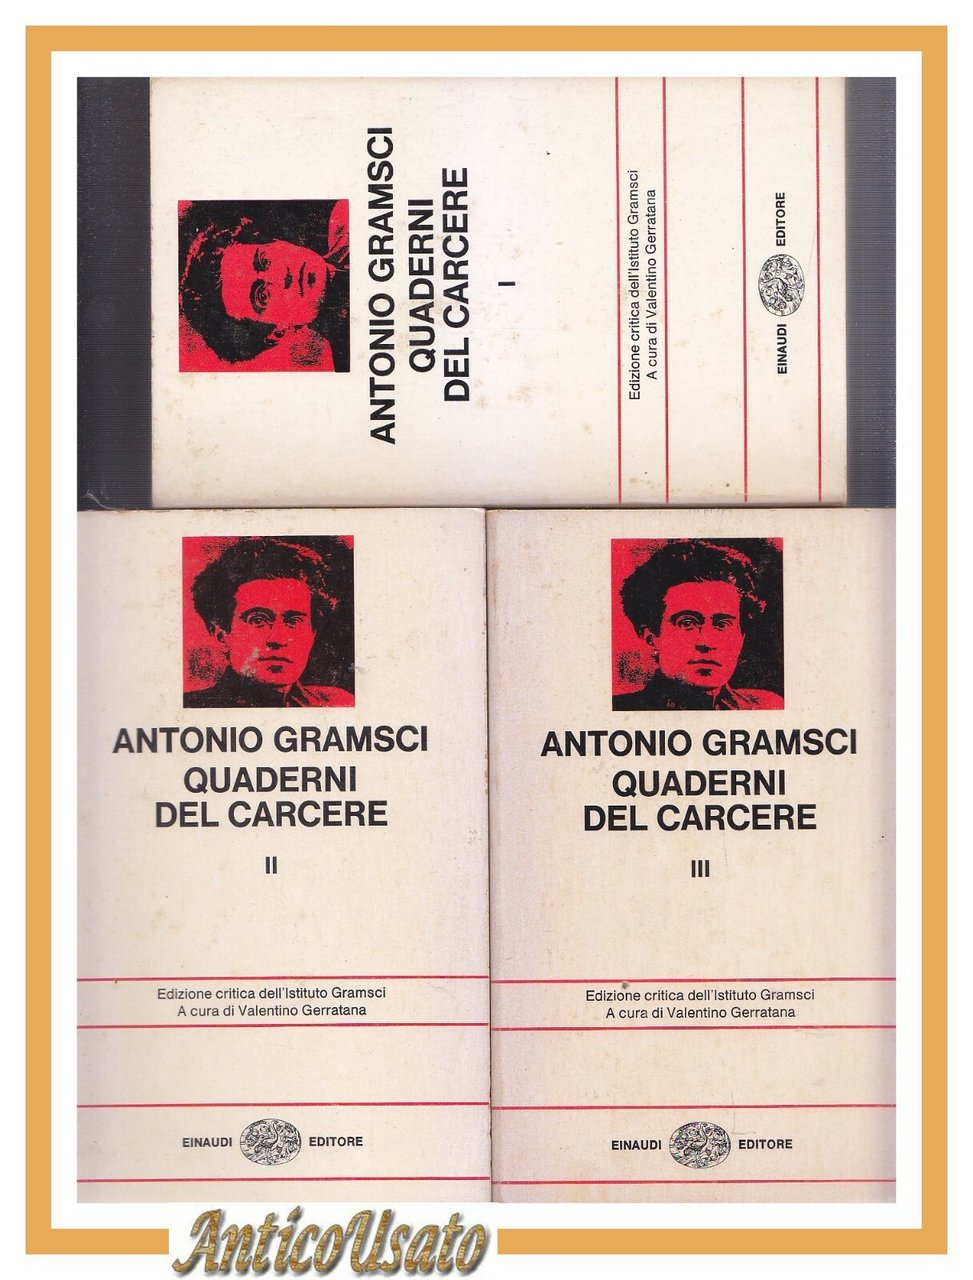 ANTONIO GRAMSCI
QUADERNI
DEL CARCERE
I
Edizione critica dell'Istituto Gramsci
A cura di Valentino Gerratana
EINAUDI EDITORE
ANTONIO GRAMSCI
QUADERNI
DEL CARCERE
II
Edizione critica dell'Istituto Gramsci
A cura di Valentino Gerratana
EINAUDI EDITORE
ANTONIO GRAMSCI
QUADERNI
DEL CARCERE
III
Edizione critica dell'Istituto Gramsci
A cura di Valentino Gerratana
EINAUDI EDITORE
AnticoUsato